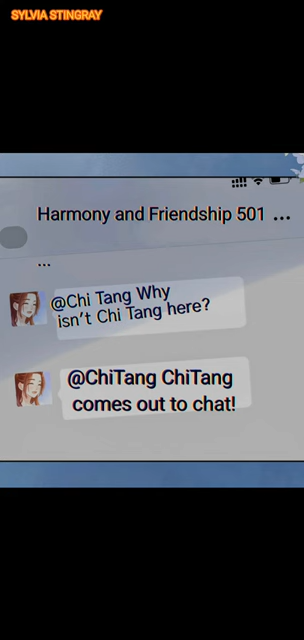 SYLVIA STINGRAY
Harmony and Friendship 501 ...
...
@Chi Tang Why
isn't Chi Tang here?
@ChiTang ChiTang
comes out to chat!